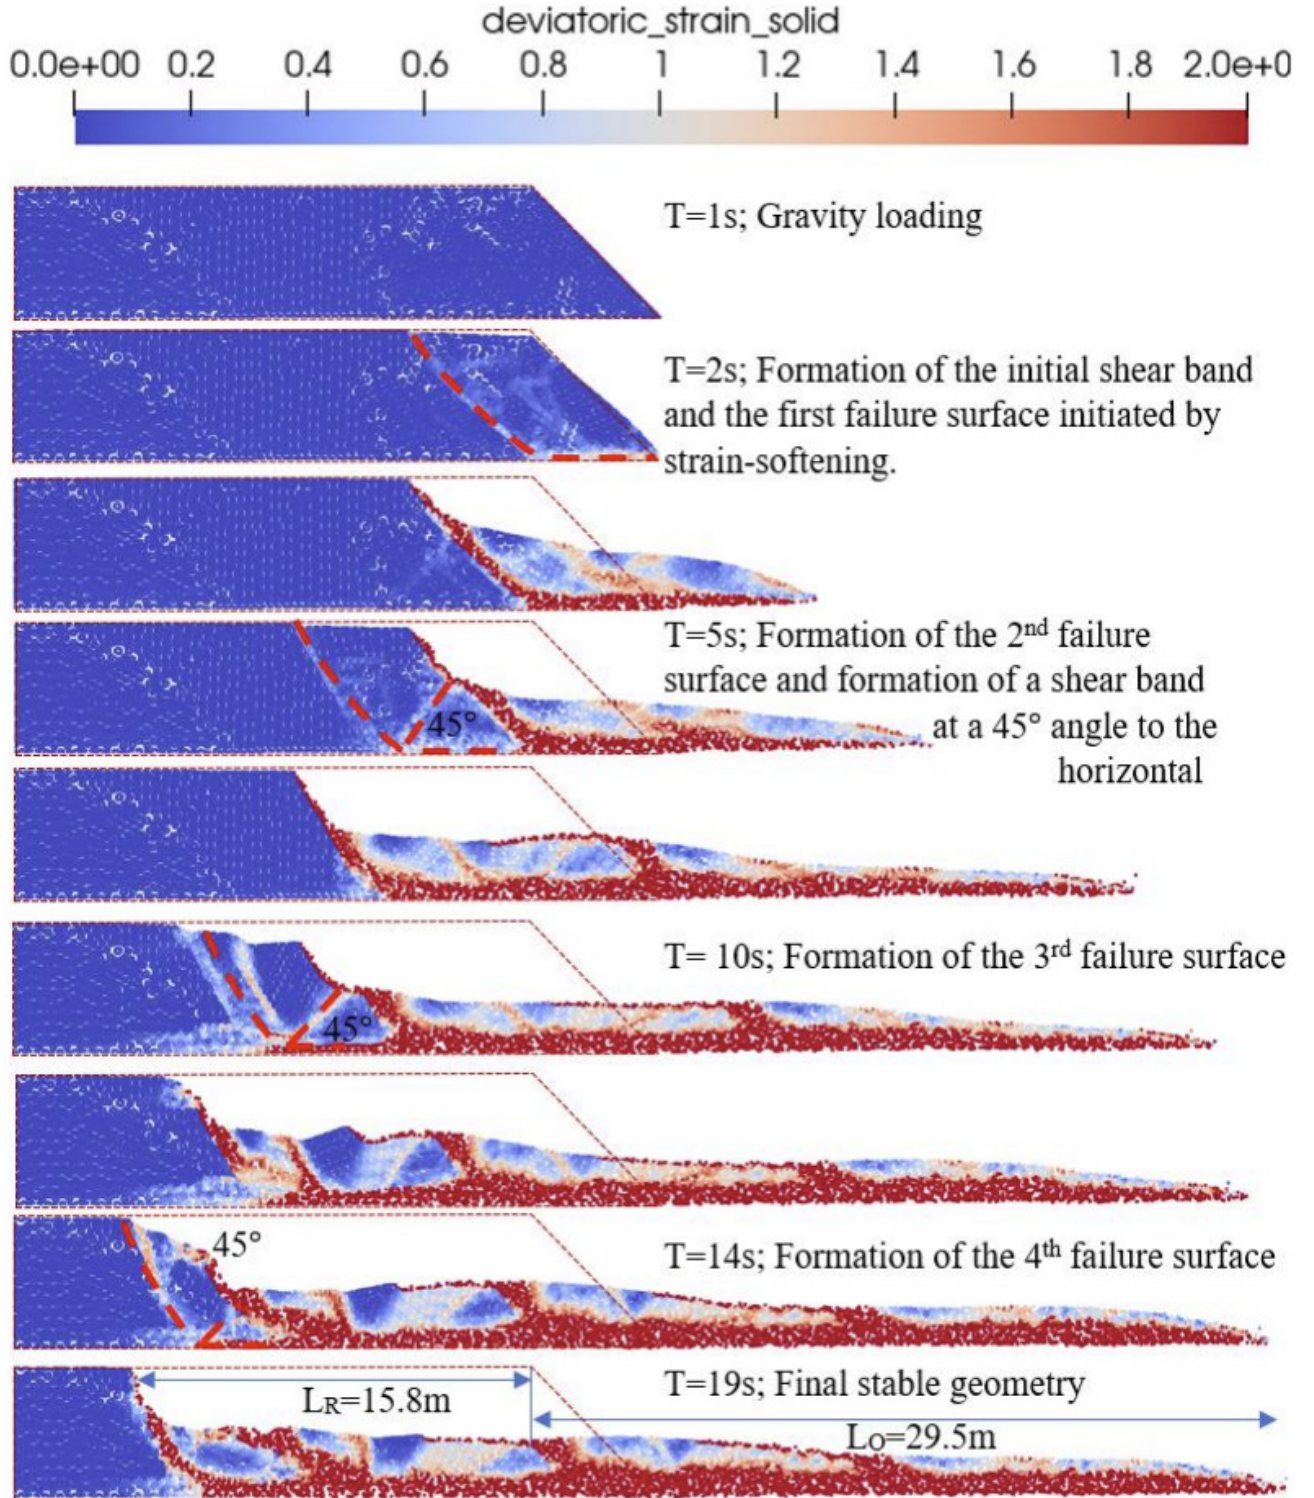 deviatoric_strain_solid
0.0e+00 0.2 0.4 0.6 0.8 1 1.2 1.4 1.6 1.8 2.0e+0
T=1s; Gravity loading
T=2s; Formation of the initial shear band
and the first failure surface initiated by
strain-softening.
T=5s; Formation of the 2nd failure
surface and formation of a shear band
45°
at a 45° angle to the
horizontal
T= 10s; Formation of the 3rd failure surface
45°
45°
T=14s; Formation of the 4th failure surface
T=19s; Final stable geometry
LR=15.8m
LO=29.5m